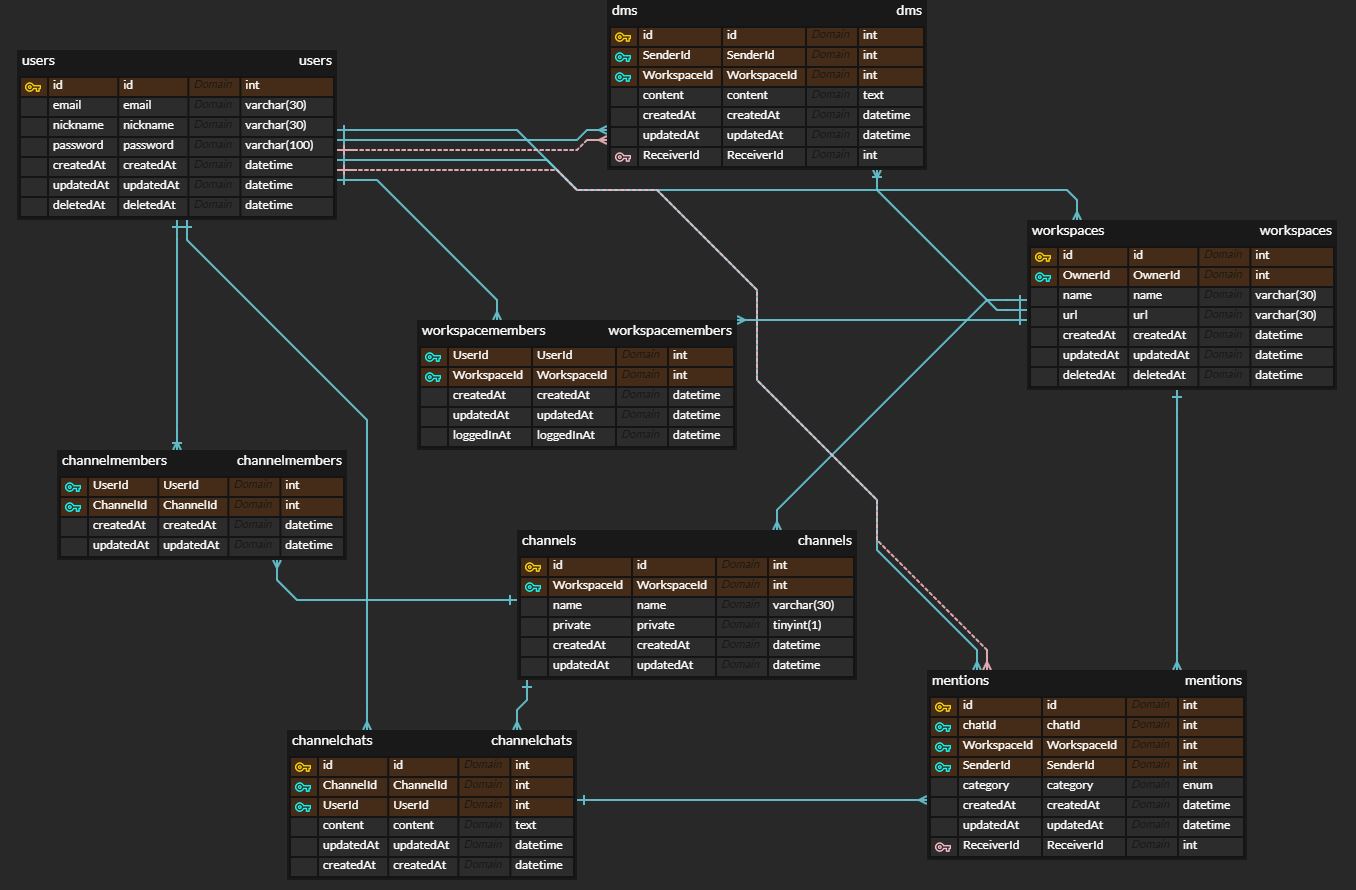 dms dms
id id Domain int
SenderId SenderId Domain int
WorkspaceId WorkspaceId Domain int
content content Domain text
createdAt createdAt Domain datetime
updatedAt updatedAt Domain datetime
ReceiverId ReceiverId Domain int
users users
id id Domain int
email email Domain varchar(30)
nickname nickname Domain varchar(30)
password password Domain varchar(100)
createdAt createdAt Domain datetime
updatedAt updatedAt Domain datetime
deletedAt deletedAt Domain datetime
workspaces workspaces
id id Domain int
OwnerId OwnerId Domain int
name name Domain varchar(30)
url url Domain varchar(30)
createdAt createdAt Domain datetime
updatedAt updatedAt Domain datetime
deletedAt deletedAt Domain datetime
workspacemembers workspacemembers
UserId UserId Domain int
WorkspaceId WorkspaceId Domain int
createdAt createdAt Domain datetime
updatedAt updatedAt Domain datetime
loggedInAt loggedInAt Domain datetime
channelmembers channelmembers
UserId UserId Domain int
ChannelId ChannelId Domain int
createdAt createdAt Domain datetime
updatedAt updatedAt Domain datetime
channels channels
id id Domain int
WorkspaceId WorkspaceId Domain int
name name Domain varchar(30)
private private Domain tinyint(1)
createdAt createdAt Domain datetime
updatedAt updatedAt Domain datetime
mentions mentions
id id Domain int
chatId chatId Domain int
WorkspaceId WorkspaceId Domain int
SenderId SenderId Domain int
category category Domain enum
createdAt createdAt Domain datetime
updatedAt updatedAt Domain datetime
ReceiverId ReceiverId Domain int
channelchats channelchats
id id Domain int
ChannelId ChannelId Domain int
UserId UserId Domain int
content content Domain text
updatedAt updatedAt Domain datetime
createdAt createdAt Domain datetime